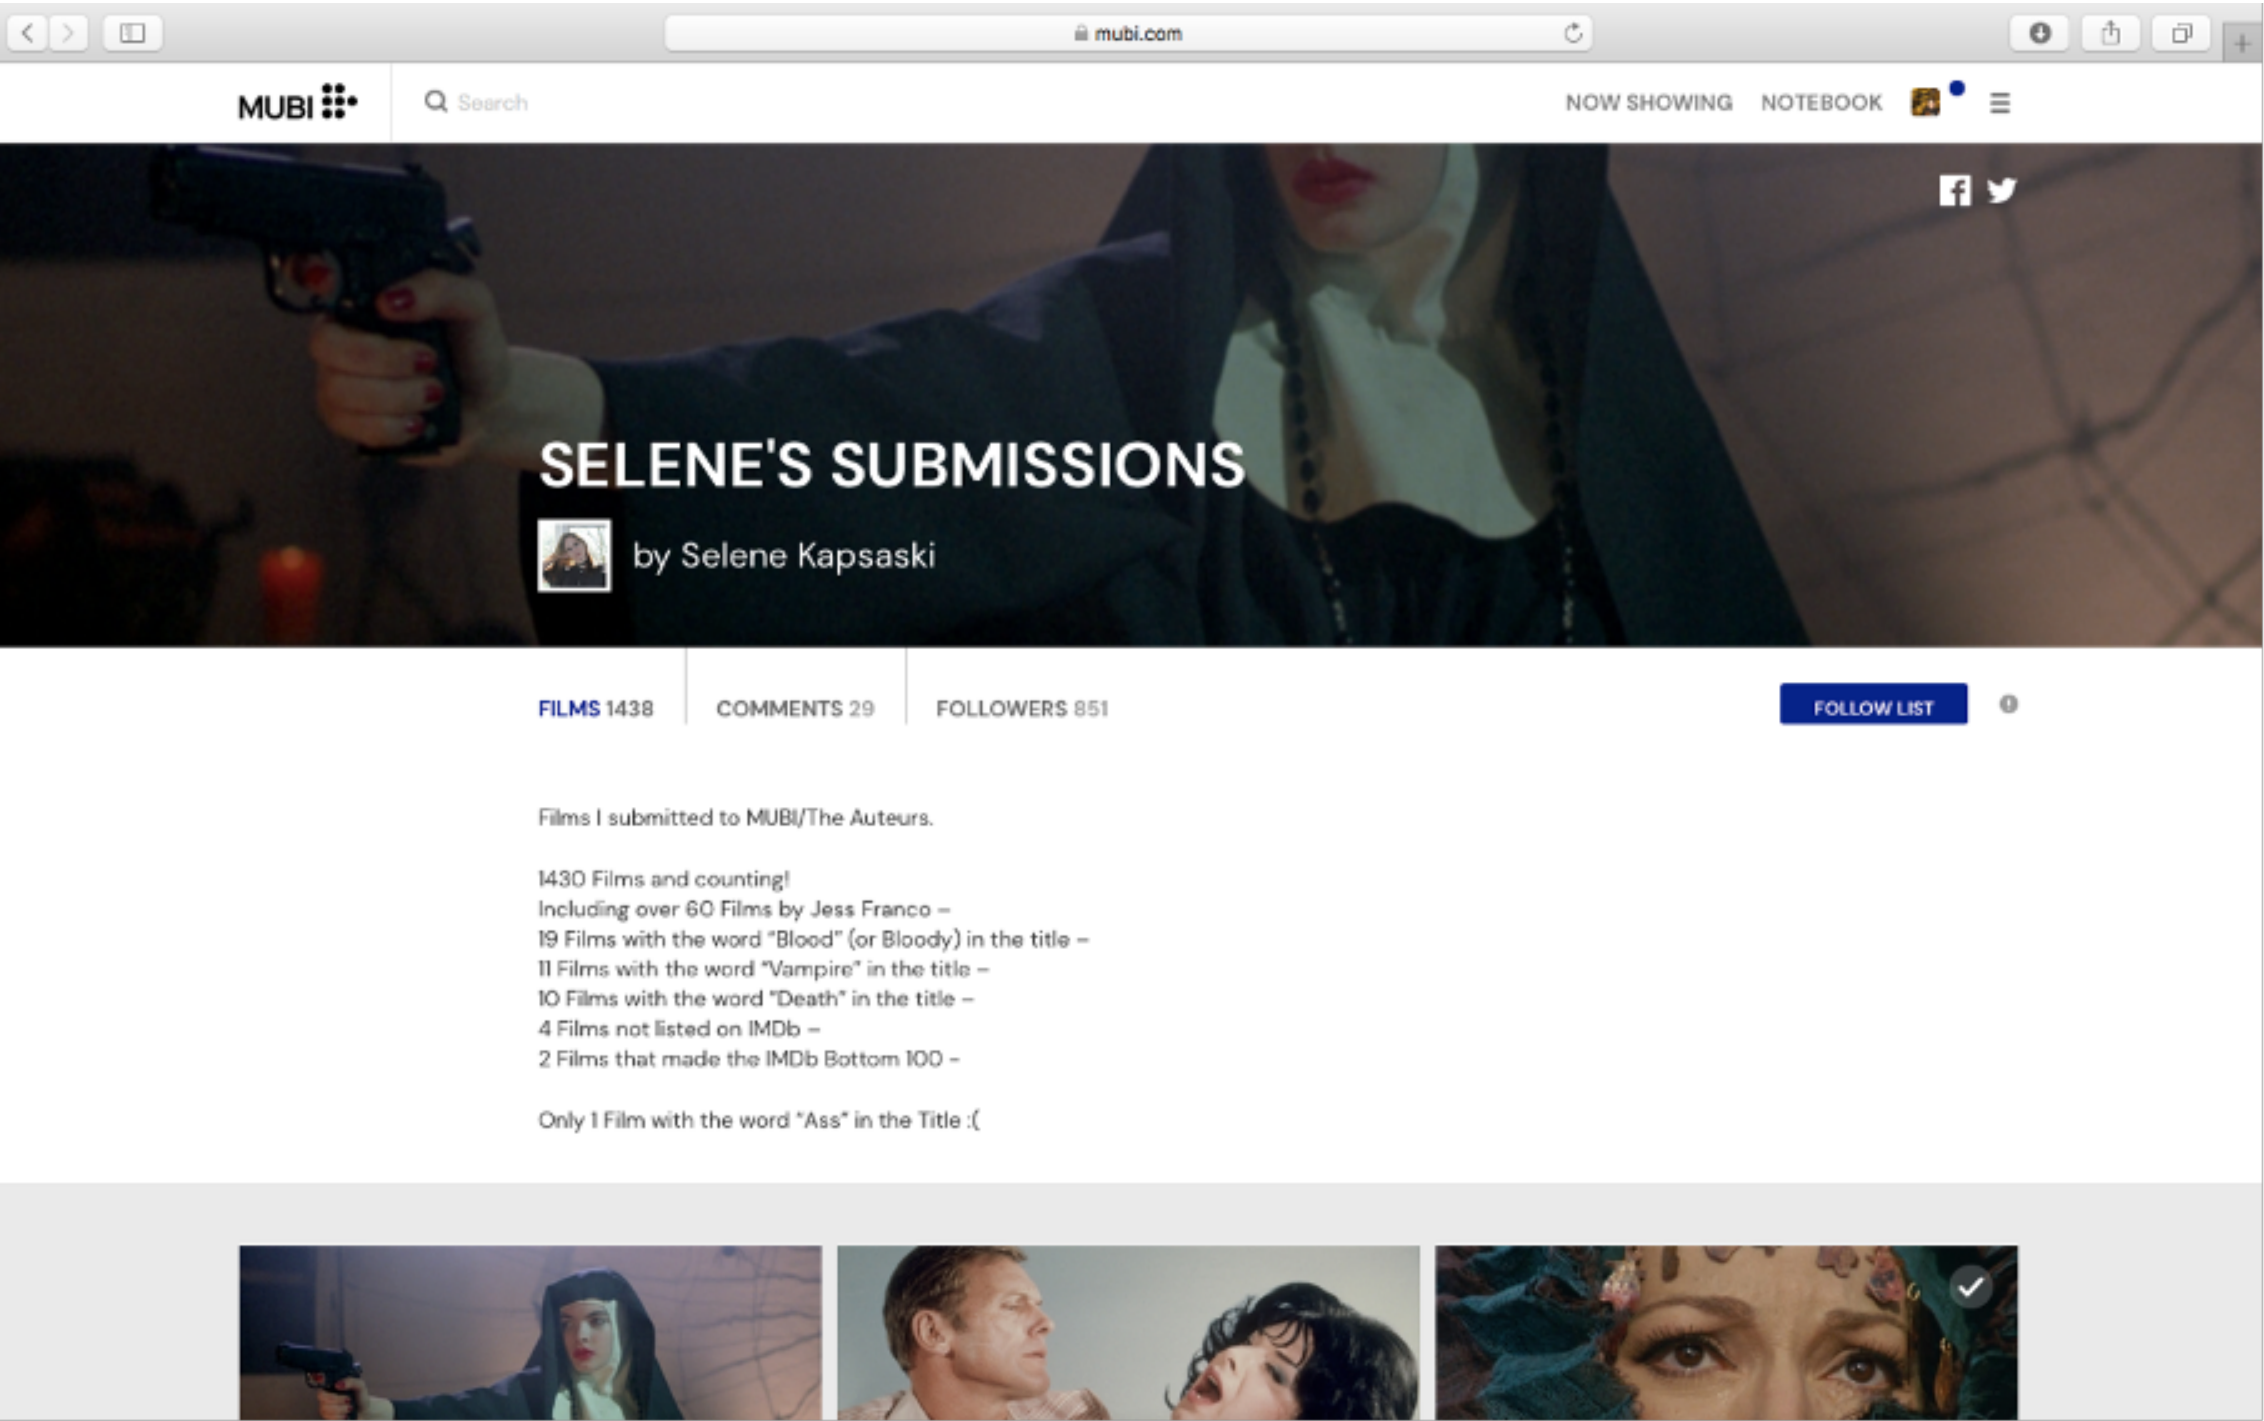 mubi.com
MUBI
Search
NOW SHOWING
NOTEBOOK
SELENE'S SUBMISSIONS
by Selene Kapsaski
FILMS 1438
COMMENTS 29
FOLLOWERS 851
FOLLOW LIST
Films I submitted to MUBI/The Auteurs.
1430 Films and counting!
Including over 60 Films by Jess Franco –
19 Films with the word "Blood" (or Bloody) in the title –
11 Films with the word "Vampire" in the title –
10 Films with the word "Death" in the title –
4 Films not listed on IMDb –
2 Films that made the IMDb Bottom 100 –
Only 1 Film with the word "Ass" in the Title :(